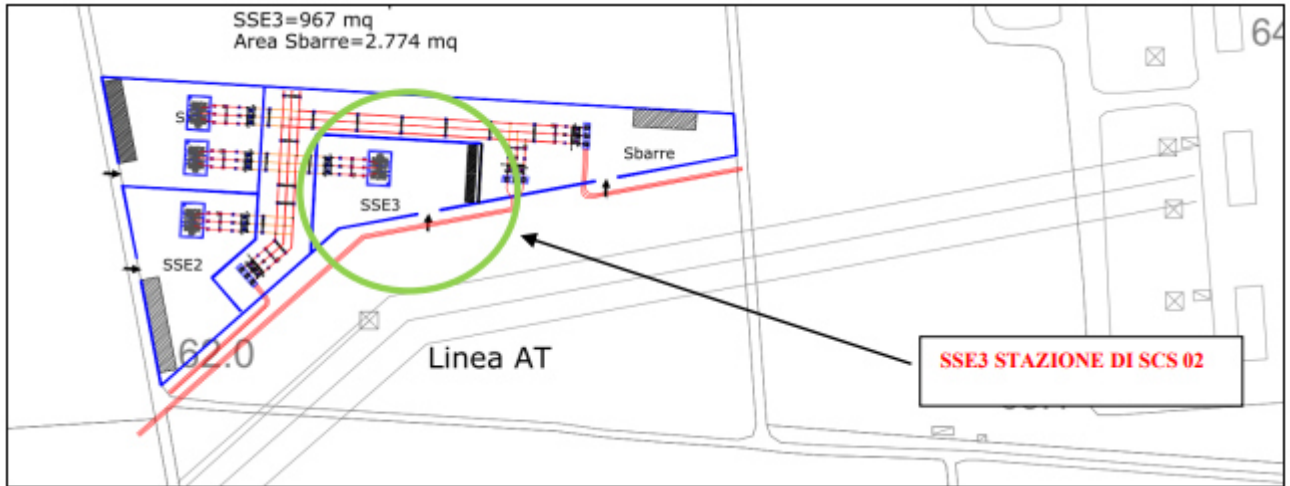 SSE3=967 mq
Area Sbarre=2.774 mq
Sbarre
SSE3
SSE2
62.0
Linea AT
SSE3 STAZIONE DI SCS 02